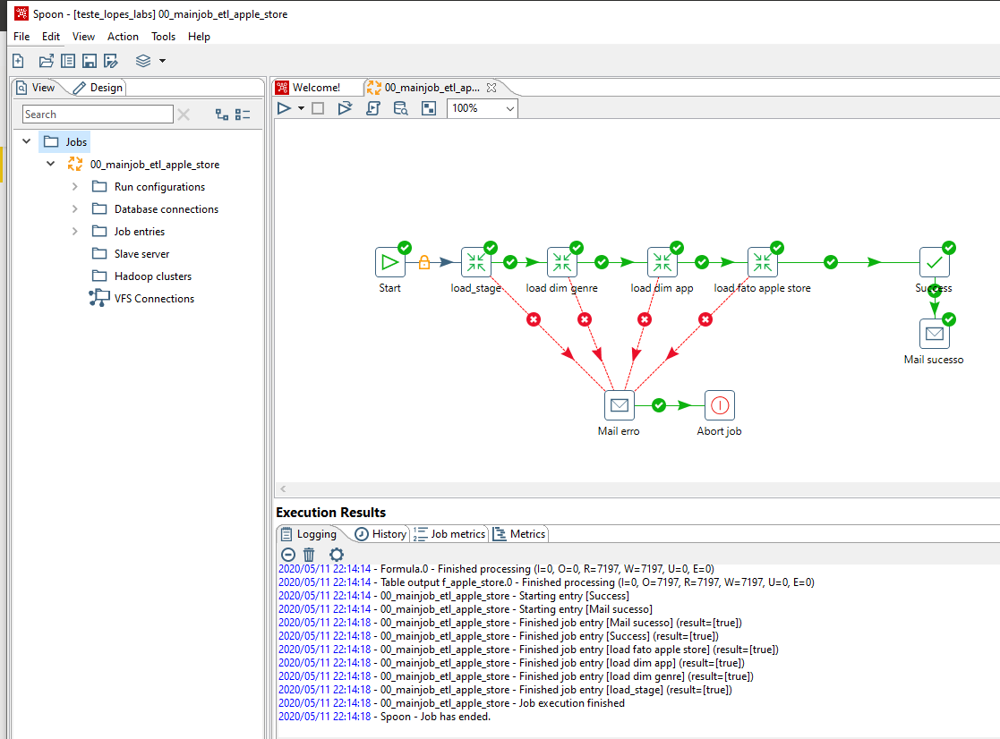 Spoon - [teste_lopes_labs] 00_mainjob_etl_apple_store
File Edit View Action Tools Help
View Design
Search
Jobs
00_mainjob_etl_apple_store
Run configurations
Database connections
Job entries
Slave server
Hadoop clusters
VFS Connections
Welcome! 00_mainjob_etl_ap...
100%
Start load_stage load dim genre load dim app load fato apple store Success
Mail sucesso
Mail erro Abort job
Execution Results
Logging History Job metrics Metrics
2020/05/11 22:14:14 - Formula.0 - Finished processing (I=0, O=0, R=7197, W=7197, U=0, E=0)
2020/05/11 22:14:14 - Table output f_apple_store.0 - Finished processing (I=0, O=7197, R=7197, W=7197, U=0, E=0)
2020/05/11 22:14:14 - 00_mainjob_etl_apple_store - Starting entry [Success]
2020/05/11 22:14:14 - 00_mainjob_etl_apple_store - Starting entry [Mail sucesso]
2020/05/11 22:14:18 - 00_mainjob_etl_apple_store - Finished job entry [Mail sucesso] (result=[true])
2020/05/11 22:14:18 - 00_mainjob_etl_apple_store - Finished job entry [Success] (result=[true])
2020/05/11 22:14:18 - 00_mainjob_etl_apple_store - Finished job entry [load fato apple store] (result=[true])
2020/05/11 22:14:18 - 00_mainjob_etl_apple_store - Finished job entry [load dim app] (result=[true])
2020/05/11 22:14:18 - 00_mainjob_etl_apple_store - Finished job entry [load dim genre] (result=[true])
2020/05/11 22:14:18 - 00_mainjob_etl_apple_store - Finished job entry [load_stage] (result=[true])
2020/05/11 22:14:18 - 00_mainjob_etl_apple_store - Job execution finished
2020/05/11 22:14:18 - Spoon - Job has ended.